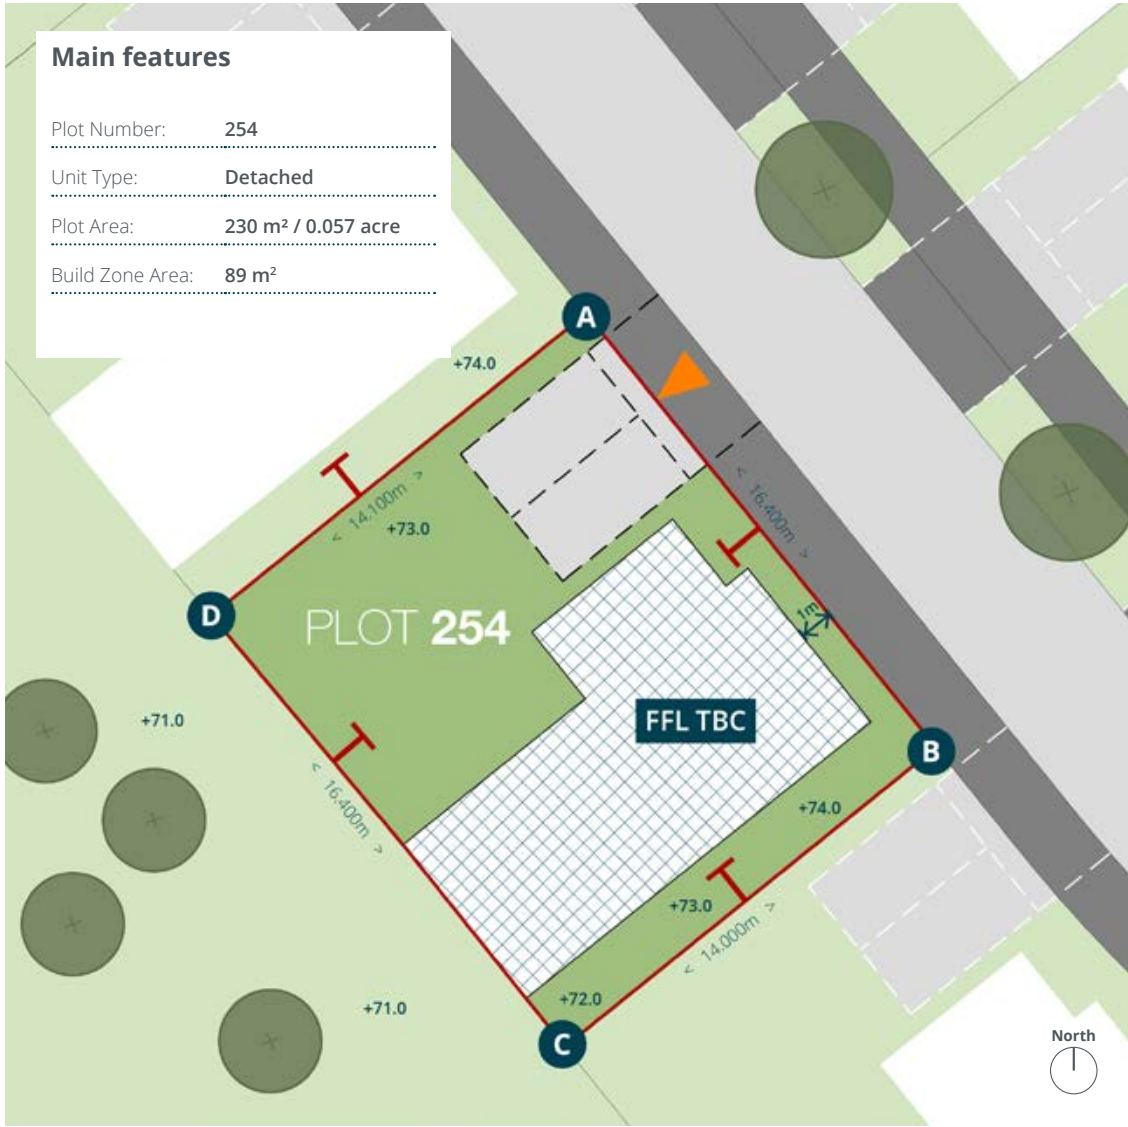 Main features
Plot Number: 254
Unit Type: Detached
Plot Area: 230 m² / 0.057 acre
Build Zone Area: 89 m²
A
+74.0
< 14.100m >
+73.0
< 16.400m >
D
PLOT 254
1m
+71.0
FFL TBC
B
< 16.400m >
+74.0
+73.0
< 14.000m >
+72.0
+71.0
C
North